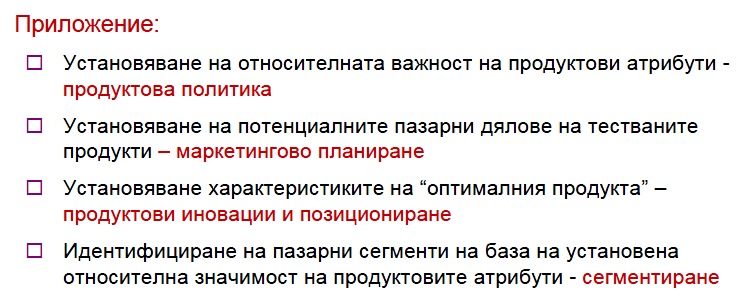 Приложение:
Установяване на относителната важност на продуктови атрибути -
продуктова политика
Установяване на потенциалните пазарни дялове на тестваните
продукти – маркетингово планиране
Установяване характеристиките на “оптималния продукта” –
продуктови иновации и позициониране
Идентифициране на пазарни сегменти на база на установена
относителна значимост на продуктовите атрибути - сегментиране